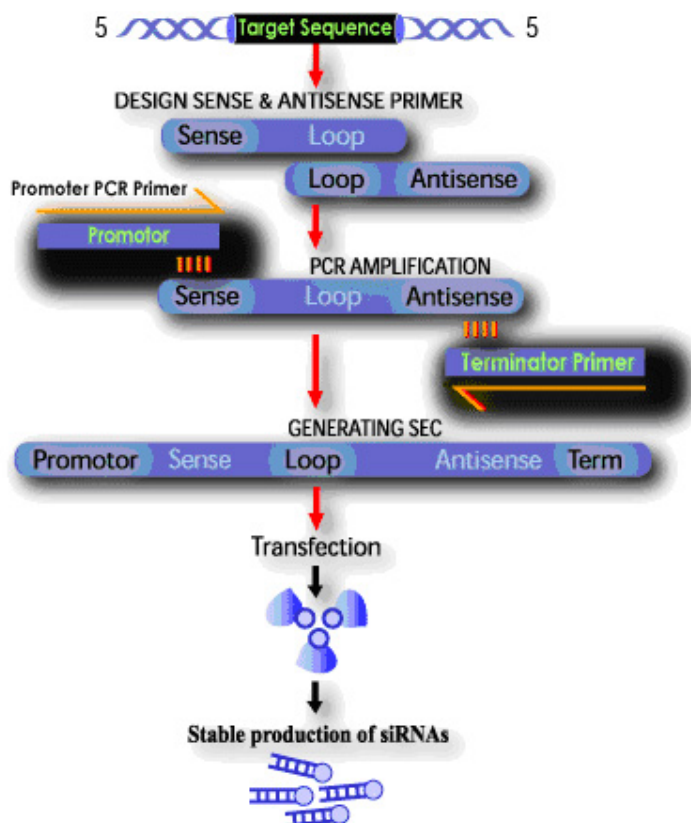 5 Target Sequence 5
DESIGN SENSE & ANTISENSE PRIMER
Sense Loop
Loop Antisense
Promoter PCR Primer
Promotor
PCR AMPLIFICATION
Sense Loop Antisense
Terminator Primer
GENERATING SEC
Promotor Sense Loop Antisense Term
Transfection
Stable production of siRNAs